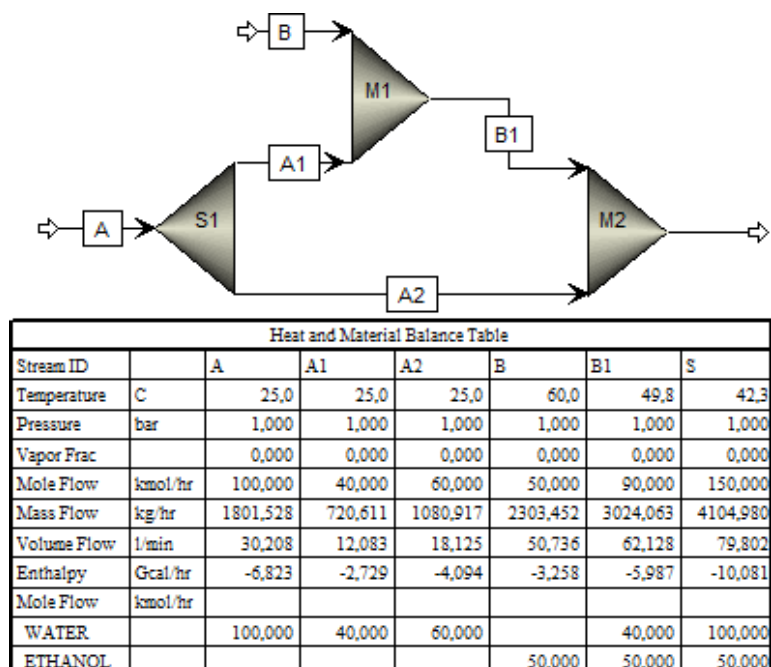 B
M1
B1
A1
A
S1
M2
A2
Heat and Material Balance Table
Stream ID A A1 A2 B B1 S
Temperature C 25,0 25,0 25,0 60,0 49,8 42,3
Pressure bar 1,000 1,000 1,000 1,000 1,000 1,000
Vapor Frac 0,000 0,000 0,000 0,000 0,000 0,000
Mole Flow kmol/hr 100,000 40,000 60,000 50,000 90,000 150,000
Mass Flow kg/hr 1801,528 720,611 1080,917 2303,452 3024,063 4104,980
Volume Flow l/min 30,208 12,083 18,125 50,736 62,128 79,802
Enthalpy Gcal/hr -6,823 -2,729 -4,094 -3,258 -5,987 -10,081
Mole Flow kmol/hr
WATER 100,000 40,000 60,000 40,000 100,000
ETHANOL 50,000 50,000 50,000